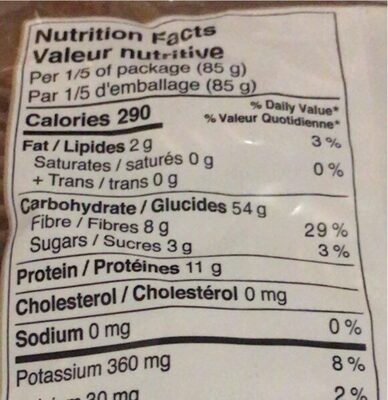 Nutrition Facts
Valeur nutritive
Per 1/5 of package (85 g)
Par 1/5 d'emballage (85 g)
Calories 290
% Daily Value*
% Valeur Quotidienne*
Fat / Lipides 2 g 3 %
Saturates / saturés 0 g
+ Trans / trans 0 g 0 %
Carbohydrate / Glucides 54 g
Fibre / Fibres 8 g 29 %
Sugars / Sucres 3 g 3 %
Protein / Protéines 11 g
Cholesterol / Cholestérol 0 mg
Sodium 0 mg 0 %
Potassium 360 mg 8 %
30 mg 2 %